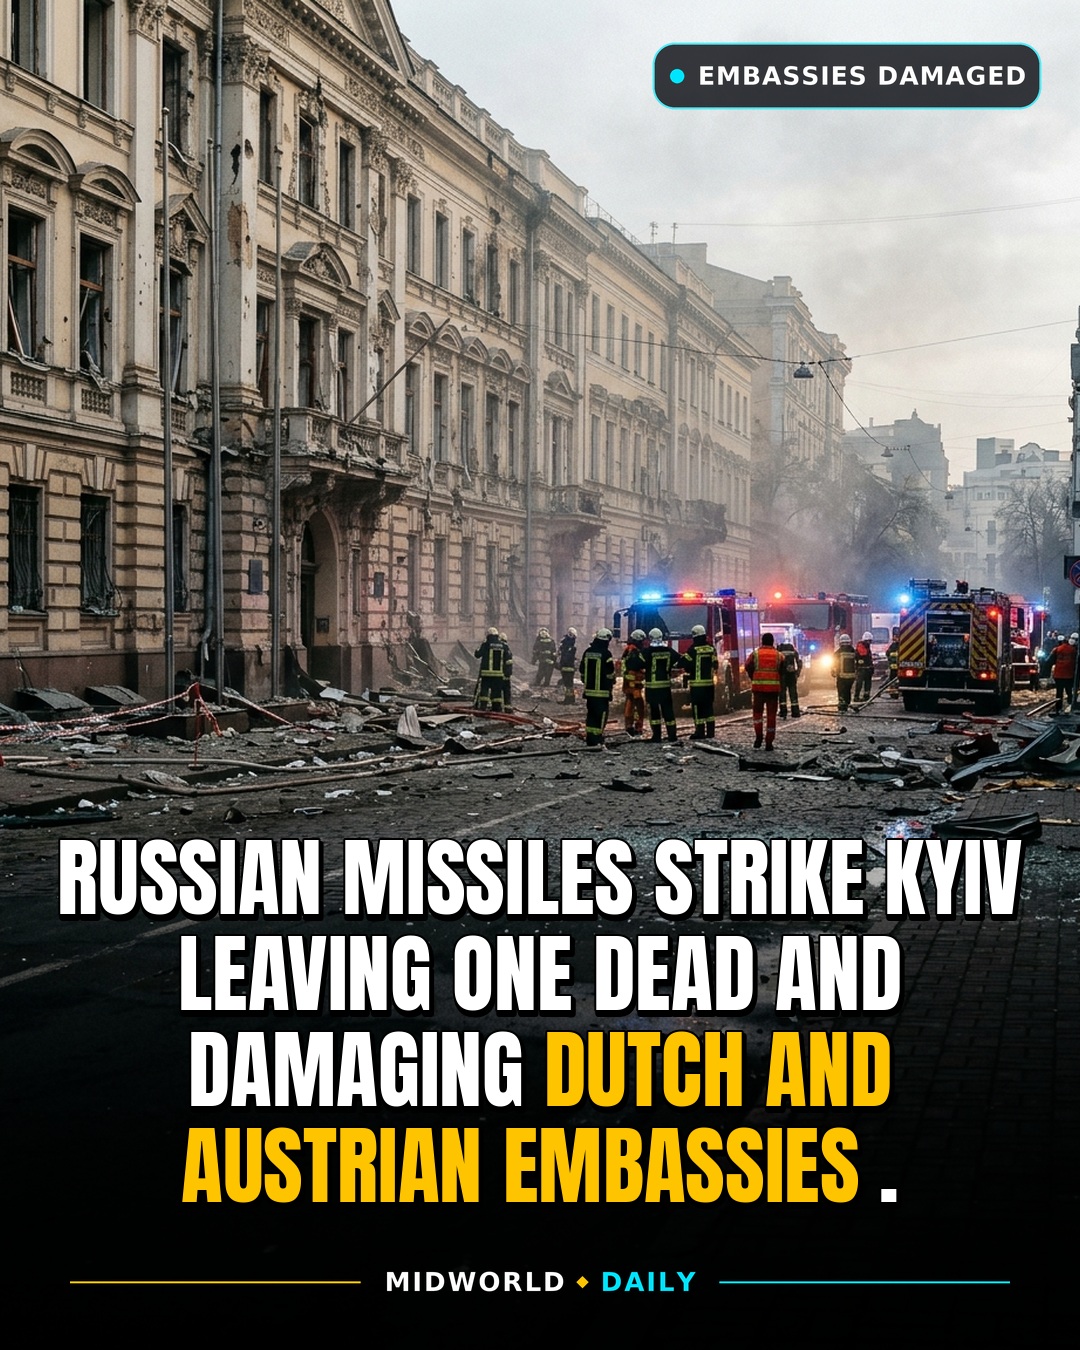 EMBASSIES DAMAGED
RUSSIAN MISSILES STRIKE KYIV
LEAVING ONE DEAD AND
DAMAGING DUTCH AND
AUSTRIAN EMBASSIES .
MIDWORLD DAILY